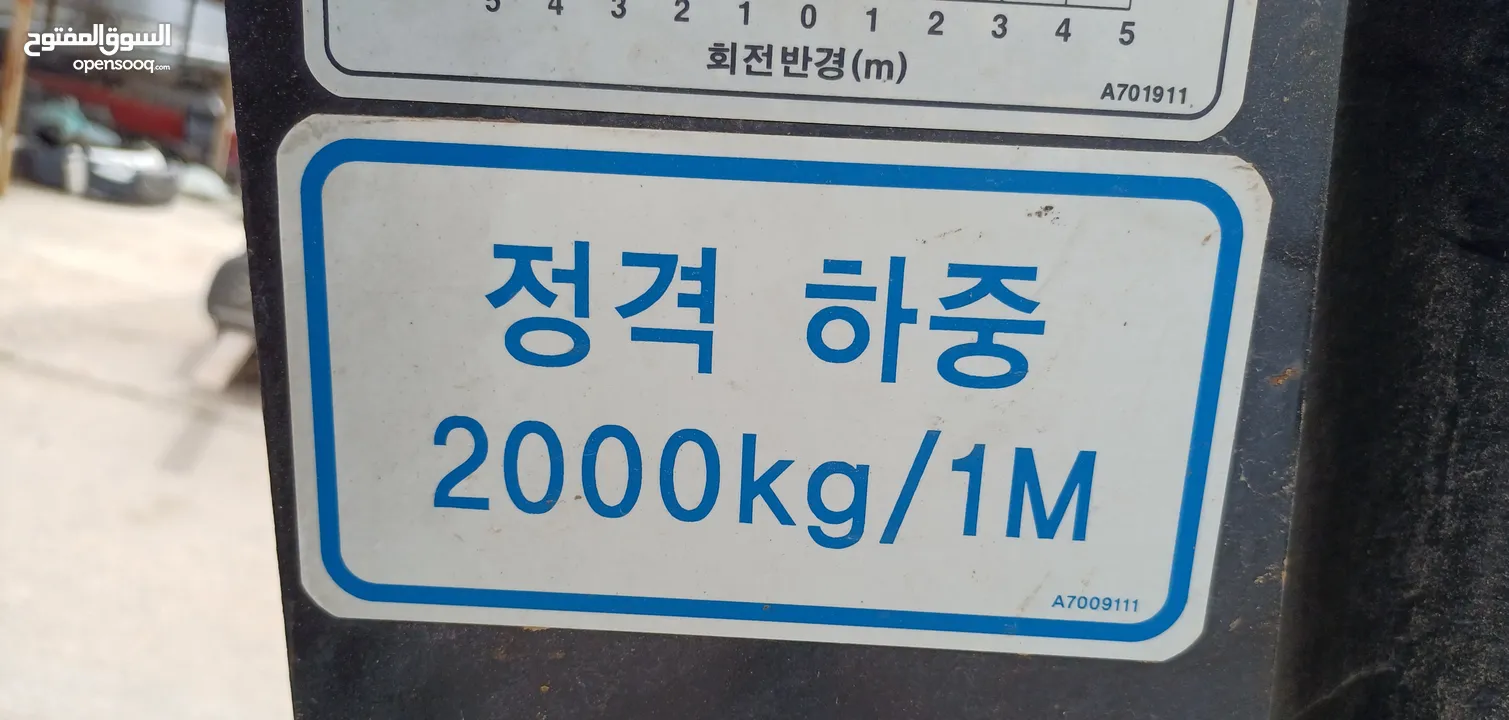 السوق المفتوح
opensooq.com
5 4 3 2 1 0 1 2 3 4 5
회전반경(m)
A701911
정격 하중
2000kg/1M
A7009111